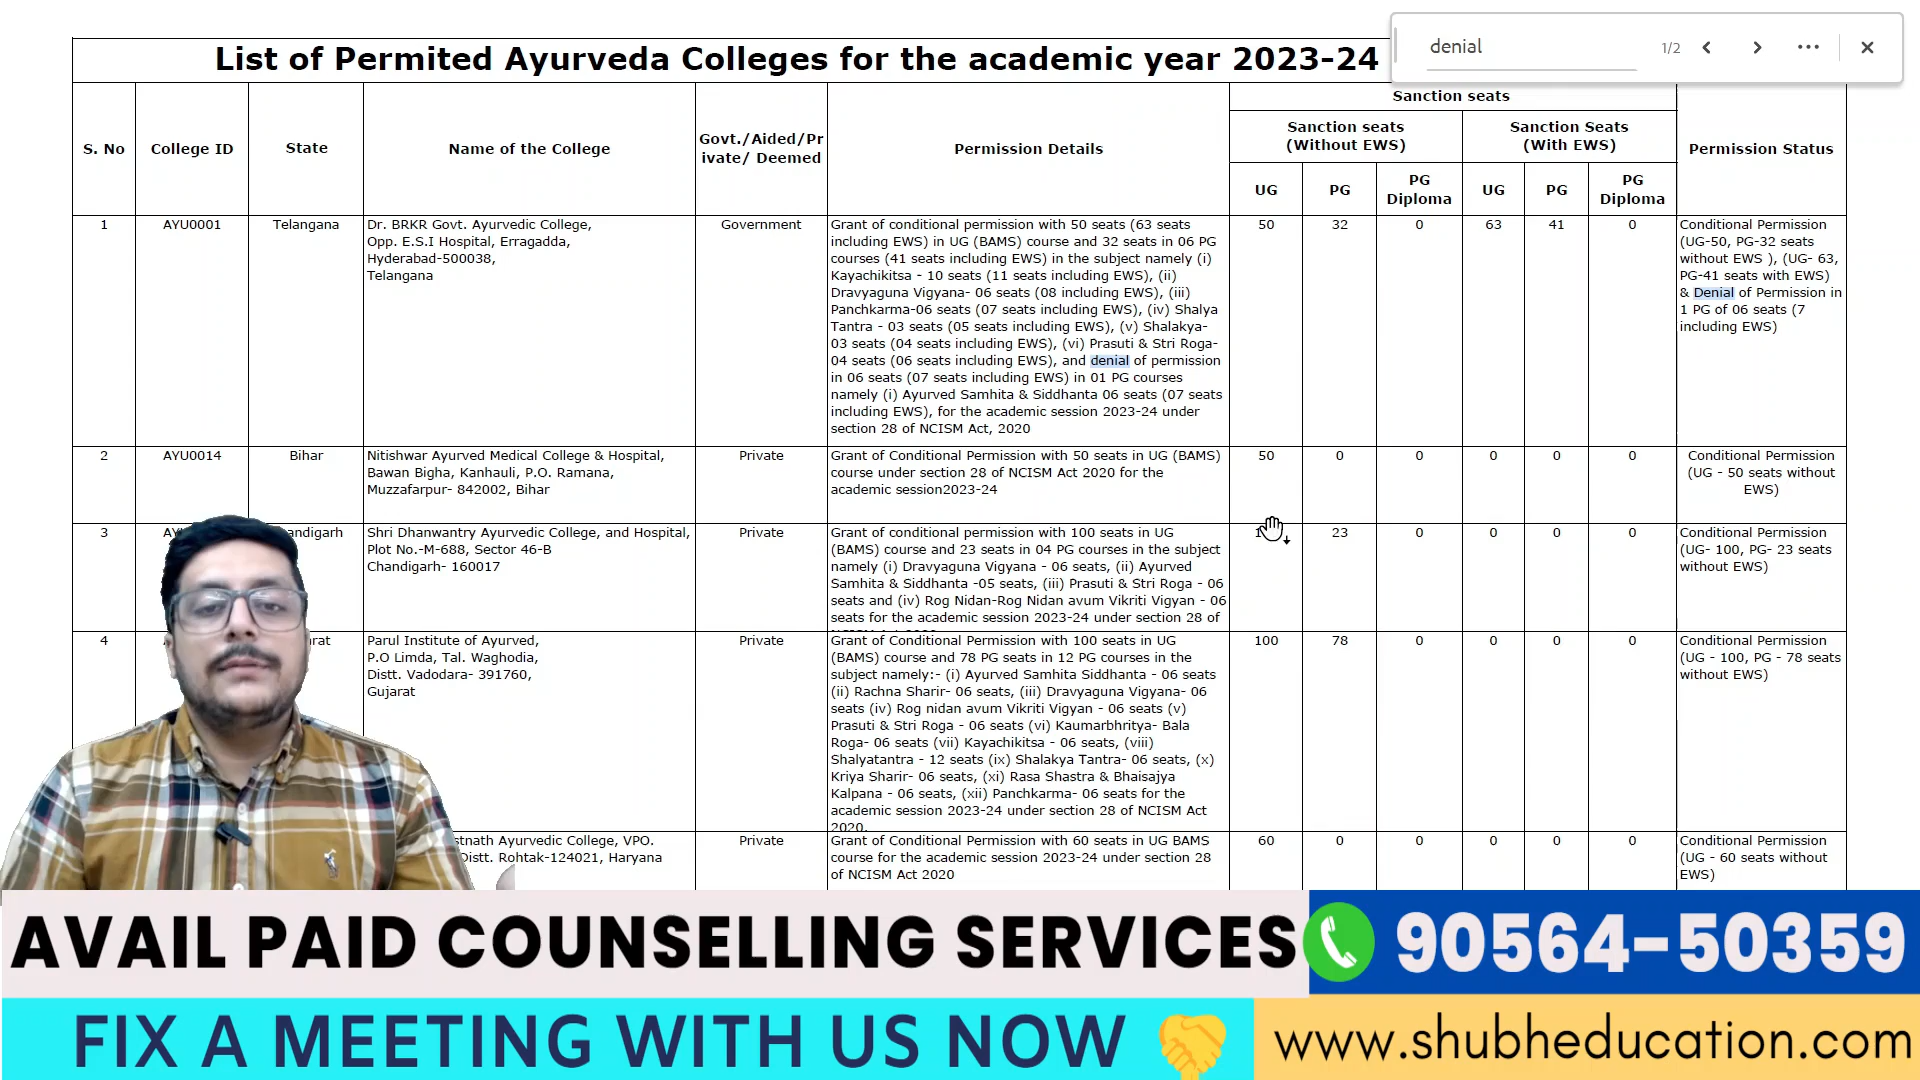 denial
1/2
List of Permited Ayurveda Colleges for the academic year 2023-24
S. No
College ID
State
Name of the College
Govt./Aided/Pr
ivate/ Deemed
Permission Details
Sanction seats
Sanction seats
(Without EWS)
Sanction Seats
(With EWS)
UG
PG
PG
Diploma
UG
PG
PG
Diploma
Permission Status
1
AYU0001
Telangana
Dr. BRKR Govt. Ayurvedic College,
Opp. E.S.I Hospital, Erragadda,
Hyderabad-500038,
Telangana
Government
Grant of conditional permission with 50 seats (63 seats
including EWS) in UG (BAMS) course and 32 seats in 06 PG
courses (41 seats including EWS) in the subject namely (i)
Kayachikitsa - 10 seats (11 seats including EWS), (ii)
Dravyaguna Vigyana- 06 seats (08 including EWS), (iii)
Panchkarma-06 seats (07 seats including EWS), (iv) Shalya
Tantra - 03 seats (05 seats including EWS), (v) Shalakya-
03 seats (04 seats including EWS), (vi) Prasuti & Stri Roga-
04 seats (06 seats including EWS), and denial of permission
in 06 seats (07 seats including EWS) in 01 PG courses
namely (i) Ayurved Samhita & Siddhanta 06 seats (07 seats
including EWS), for the academic session 2023-24 under
section 28 of NCISM Act, 2020
50
32
0
63
41
0
Conditional Permission
(UG-50, PG-32 seats
without EWS ), (UG- 63,
PG-41 seats with EWS)
& Denial of Permission in
1 PG of 06 seats (7
including EWS)
2
AYU0014
Bihar
Nitishwar Ayurved Medical College & Hospital,
Bawan Bigha, Kanhauli, P.O. Ramana,
Muzzafarpur- 842002, Bihar
Private
Grant of Conditional Permission with 50 seats in UG (BAMS)
course under section 28 of NCISM Act 2020 for the
academic session2023-24
50
0
0
0
0
0
Conditional Permission
(UG - 50 seats without
EWS)
3
Shri Dhanwantry Ayurvedic College, and Hospital,
Plot No.-M-688, Sector 46-B
Chandigarh- 160017
Private
Grant of conditional permission with 100 seats in UG
(BAMS) course and 23 seats in 04 PG courses in the subject
namely (i) Dravyaguna Vigyana - 06 seats, (ii) Ayurved
Samhita & Siddhanta -05 seats, (iii) Prasuti & Stri Roga - 06
seats and (iv) Rog Nidan-Rog Nidan avum Vikriti Vigyan - 06
seats for the academic session 2023-24 under section 28 of
23
0
0
0
0
Conditional Permission
(UG- 100, PG- 23 seats
without EWS)
4
Parul Institute of Ayurved,
P.O Limda, Tal. Waghodia,
Distt. Vadodara- 391760,
Gujarat
Private
Grant of Conditional Permission with 100 seats in UG
(BAMS) course and 78 PG seats in 12 PG courses in the
subject namely:- (i) Ayurved Samhita Siddhanta - 06 seats
(ii) Rachna Sharir- 06 seats, (iii) Dravyaguna Vigyana- 06
seats (iv) Rog nidan avum Vikriti Vigyan - 06 seats (v)
Prasuti & Stri Roga - 06 seats (vi) Kaumarbhritya- Bala
Roga- 06 seats (vii) Kayachikitsa - 06 seats, (viii)
Shalyatantra - 12 seats (ix) Shalakya Tantra- 06 seats, (x)
Kriya Sharir- 06 seats, (xi) Rasa Shastra & Bhaisajya
Kalpana - 06 seats, (xii) Panchkarma- 06 seats for the
academic session 2023-24 under section 28 of NCISM Act
2020.
100
78
0
0
0
0
Conditional Permission
(UG - 100, PG - 78 seats
without EWS)
Ayurvedic College, VPO.
Distt. Rohtak-124021, Haryana
Private
Grant of Conditional Permission with 60 seats in UG BAMS
course for the academic session 2023-24 under section 28
of NCISM Act 2020
60
0
0
0
0
0
Conditional Permission
(UG - 60 seats without
EWS)
AVAIL PAID COUNSELLING SERVICES
90564-50359
FIX A MEETING WITH US NOW
www.shubheducation.com